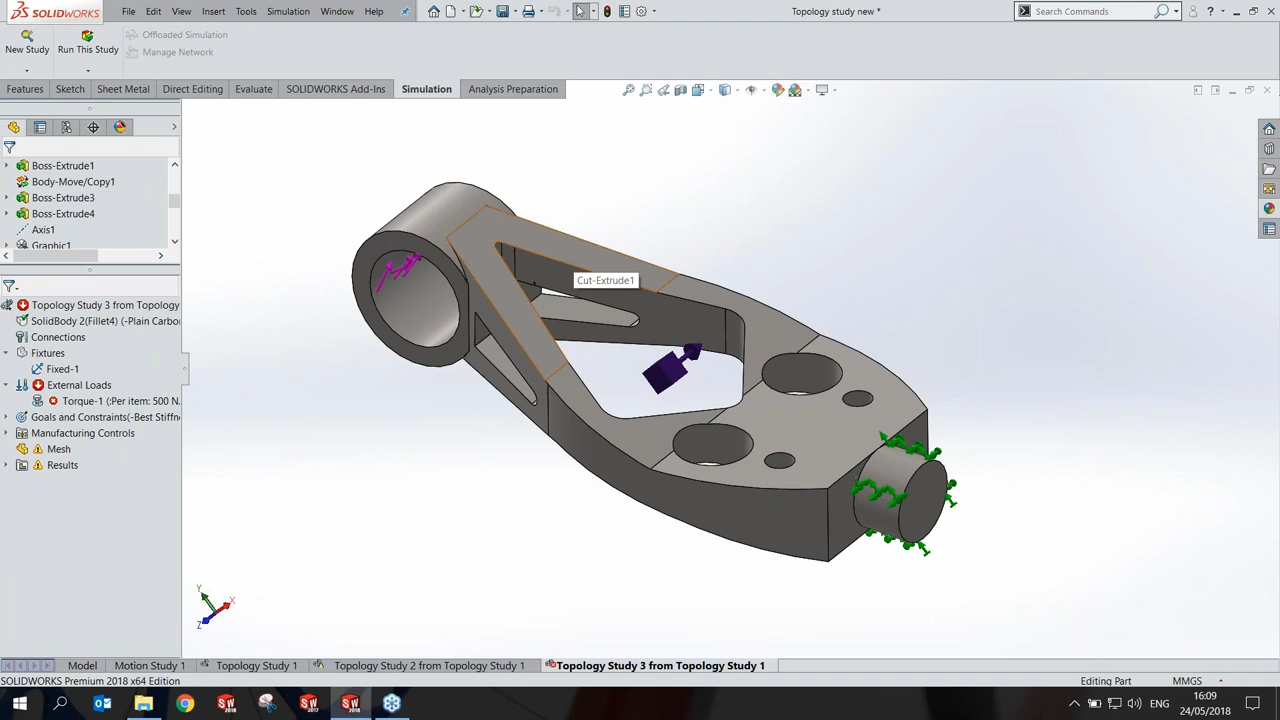 SOLIDWORKS
File Edit View Insert Tools Simulation Window Help
Topology study new *
Search Commands
?
New Study
Run This Study
Offloaded Simulation
Manage Network
Features Sketch Sheet Metal Direct Editing Evaluate SOLIDWORKS Add-Ins Simulation Analysis Preparation
Boss-Extrude1
Body-Move/Copy1
Boss-Extrude3
Boss-Extrude4
Axis1
Graphic1
Topology Study 3 from Topology
SolidBody 2(Fillet4) (-Plain Carbo
Connections
Fixtures
Fixed-1
External Loads
Torque-1 (:Per item: 500 N.
Goals and Constraints(-Best Stiffn
Manufacturing Controls
Mesh
Results
Cut-Extrude1
Y
X
Z
Model Motion Study 1 Topology Study 1 Topology Study 2 from Topology Study 1 Topology Study 3 from Topology Study 1
SOLIDWORKS Premium 2018 x64 Edition
Editing Part
MMGS
ENG
16:09
24/05/2018